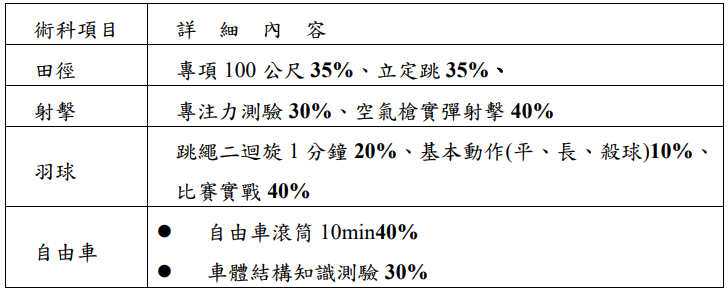 術科項目 詳細內容
田徑 專項 100 公尺 35%、立定跳 35%、
射擊 專注力測驗 30%、空氣槍實彈射擊 40%
羽球 跳繩二迴旋 1 分鐘 20%、基本動作(平、長、殺球)10%、
比賽實戰 40%
自由車 ● 自由車滾筒 10min40%
● 車體結構知識測驗 30%